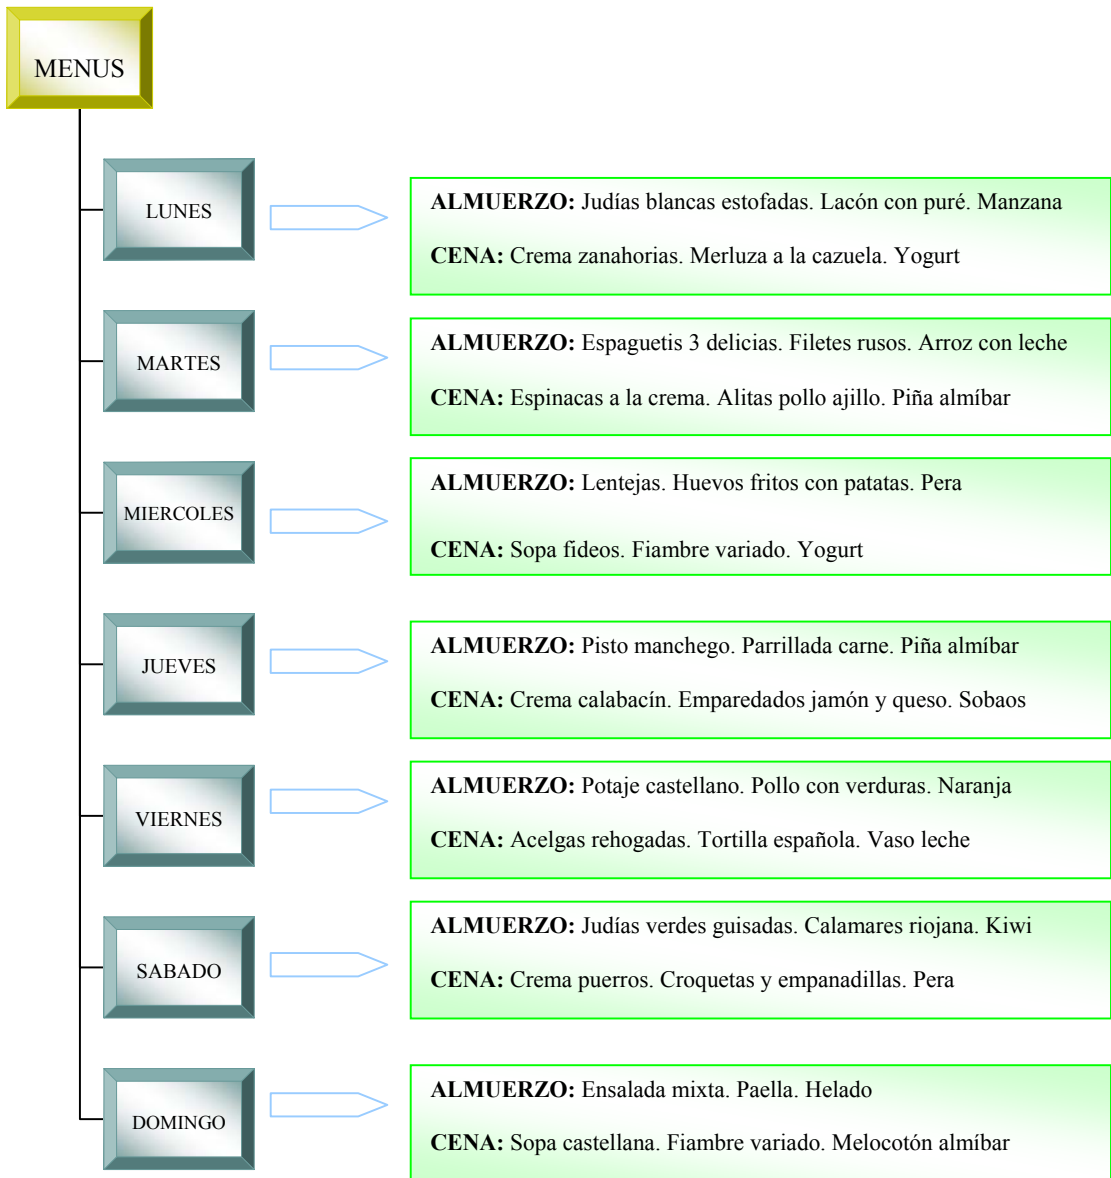 MENUS
LUNES
ALMUERZO: Judías blancas estofadas. Lacón con puré. Manzana
CENA: Crema zanahorias. Merluza a la cazuela. Yogurt
MARTES
ALMUERZO: Espaguetis 3 delicias. Filetes rusos. Arroz con leche
CENA: Espinacas a la crema. Alitas pollo ajillo. Piña almíbar
MIERCOLES
ALMUERZO: Lentejas. Huevos fritos con patatas. Pera
CENA: Sopa fideos. Fiambre variado. Yogurt
JUEVES
ALMUERZO: Pisto manchego. Parrillada carne. Piña almíbar
CENA: Crema calabacín. Emparedados jamón y queso. Sobaos
VIERNES
ALMUERZO: Potaje castellano. Pollo con verduras. Naranja
CENA: Acelgas rehogadas. Tortilla española. Vaso leche
SABADO
ALMUERZO: Judías verdes guisadas. Calamares riojana. Kiwi
CENA: Crema puerros. Croquetas y empanadillas. Pera
DOMINGO
ALMUERZO: Ensalada mixta. Paella. Helado
CENA: Sopa castellana. Fiambre variado. Melocotón almíbar